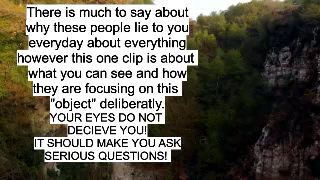 There is much to say about
why these people lie to you
everyday about everything
however this one clip is about
what you can see and how
they are focusing on this
"object" deliberatly.
YOUR EYES DO NOT
DECIEVE YOU!
IT SHOULD MAKE YOU ASK
SERIOUS QUESTIONS!